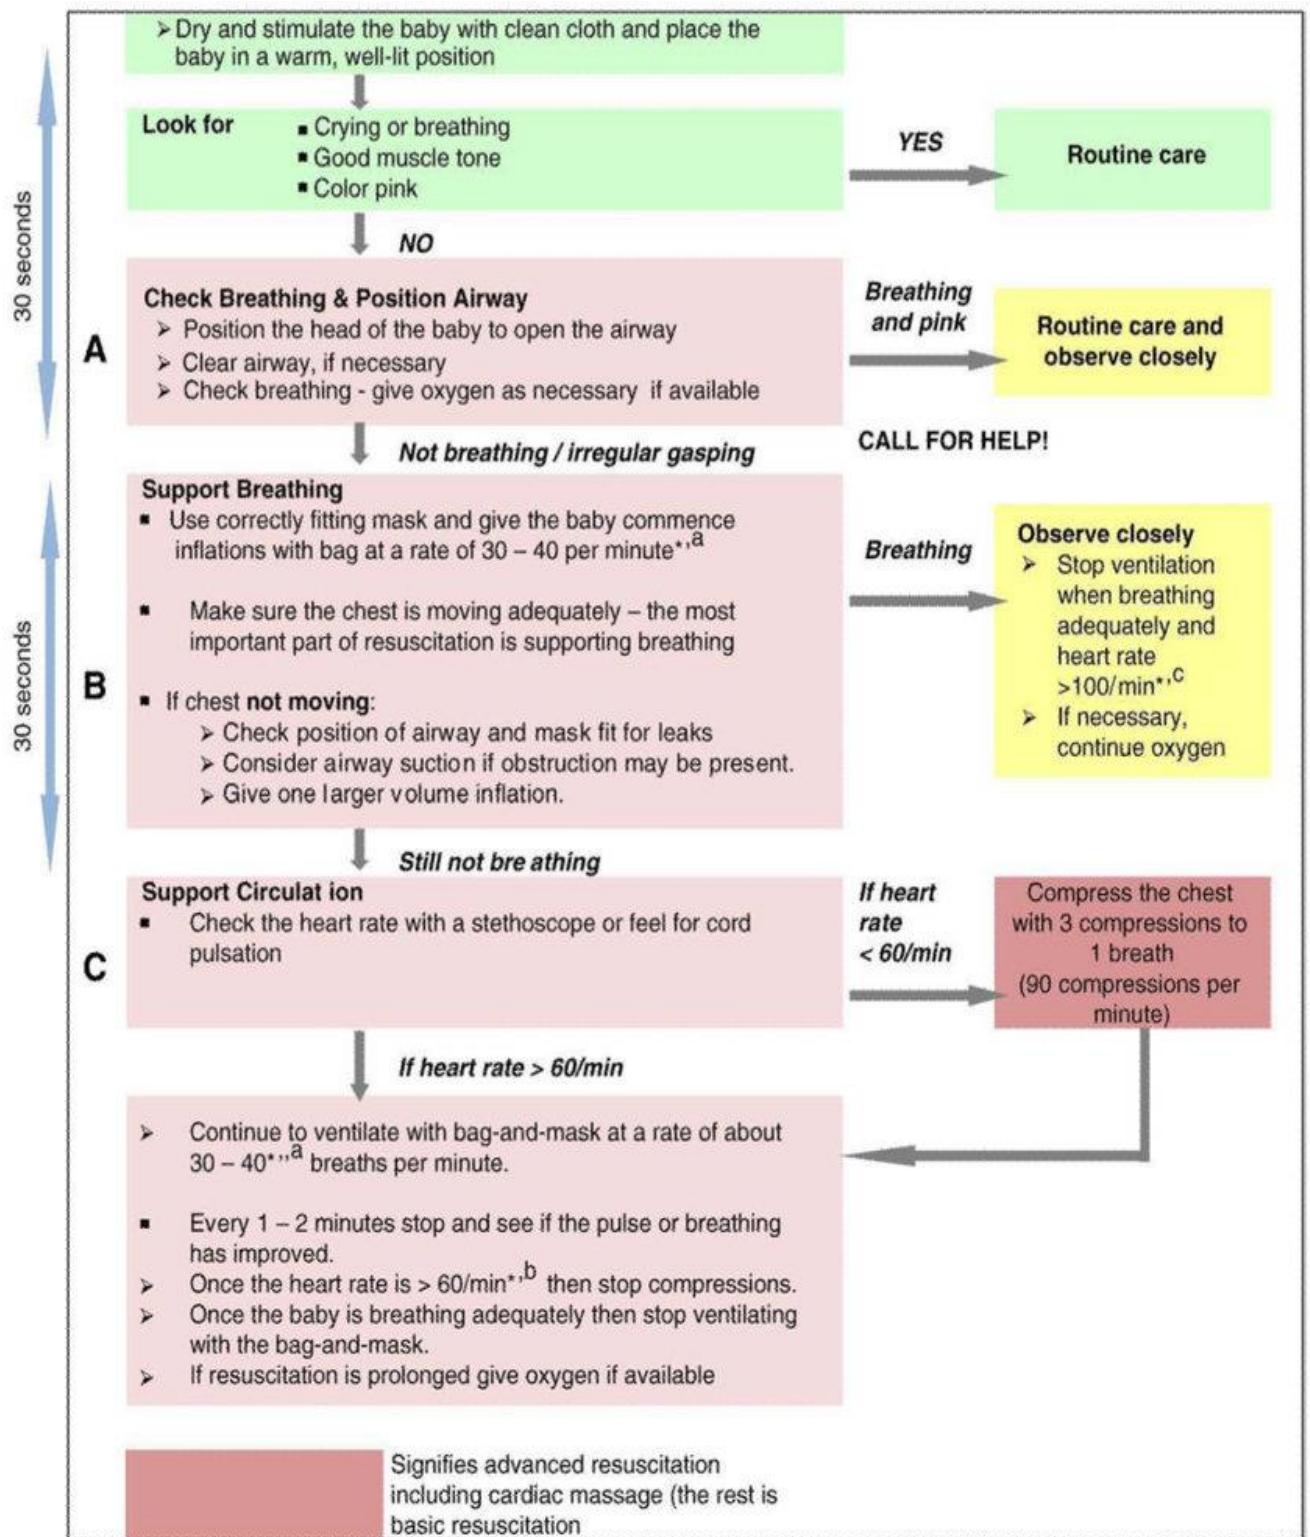 ➢ Dry and stimulate the baby with clean cloth and place the
baby in a warm, well-lit position
Look for
▪ Crying or breathing
▪ Good muscle tone
▪ Color pink
YES
Routine care
30 seconds
NO
A
Check Breathing & Position Airway
➢ Position the head of the baby to open the airway
➢ Clear airway, if necessary
➢ Check breathing - give oxygen as necessary if available
Breathing
and pink
Routine care and
observe closely
Not breathing / irregular gasping
CALL FOR HELP!
30 seconds
B
Support Breathing
▪ Use correctly fitting mask and give the baby commence
inflations with bag at a rate of 30 – 40 per minute*,a
▪ Make sure the chest is moving adequately – the most
important part of resuscitation is supporting breathing
▪ If chest not moving:
➢ Check position of airway and mask fit for leaks
➢ Consider airway suction if obstruction may be present.
➢ Give one larger volume inflation.
Breathing
Observe closely
➢ Stop ventilation
when breathing
adequately and
heart rate
>100/min*,c
➢ If necessary,
continue oxygen
Still not bre athing
C
Support Circulat ion
▪ Check the heart rate with a stethoscope or feel for cord
pulsation
If heart
rate
< 60/min
Compress the chest
with 3 compressions to
1 breath
(90 compressions per
minute)
If heart rate > 60/min
➢ Continue to ventilate with bag-and-mask at a rate of about
30 – 40*,,a breaths per minute.
▪ Every 1 – 2 minutes stop and see if the pulse or breathing
has improved.
➢ Once the heart rate is > 60/min*,b then stop compressions.
➢ Once the baby is breathing adequately then stop ventilating
with the bag-and-mask.
➢ If resuscitation is prolonged give oxygen if available
Signifies advanced resuscitation
including cardiac massage (the rest is
basic resuscitation